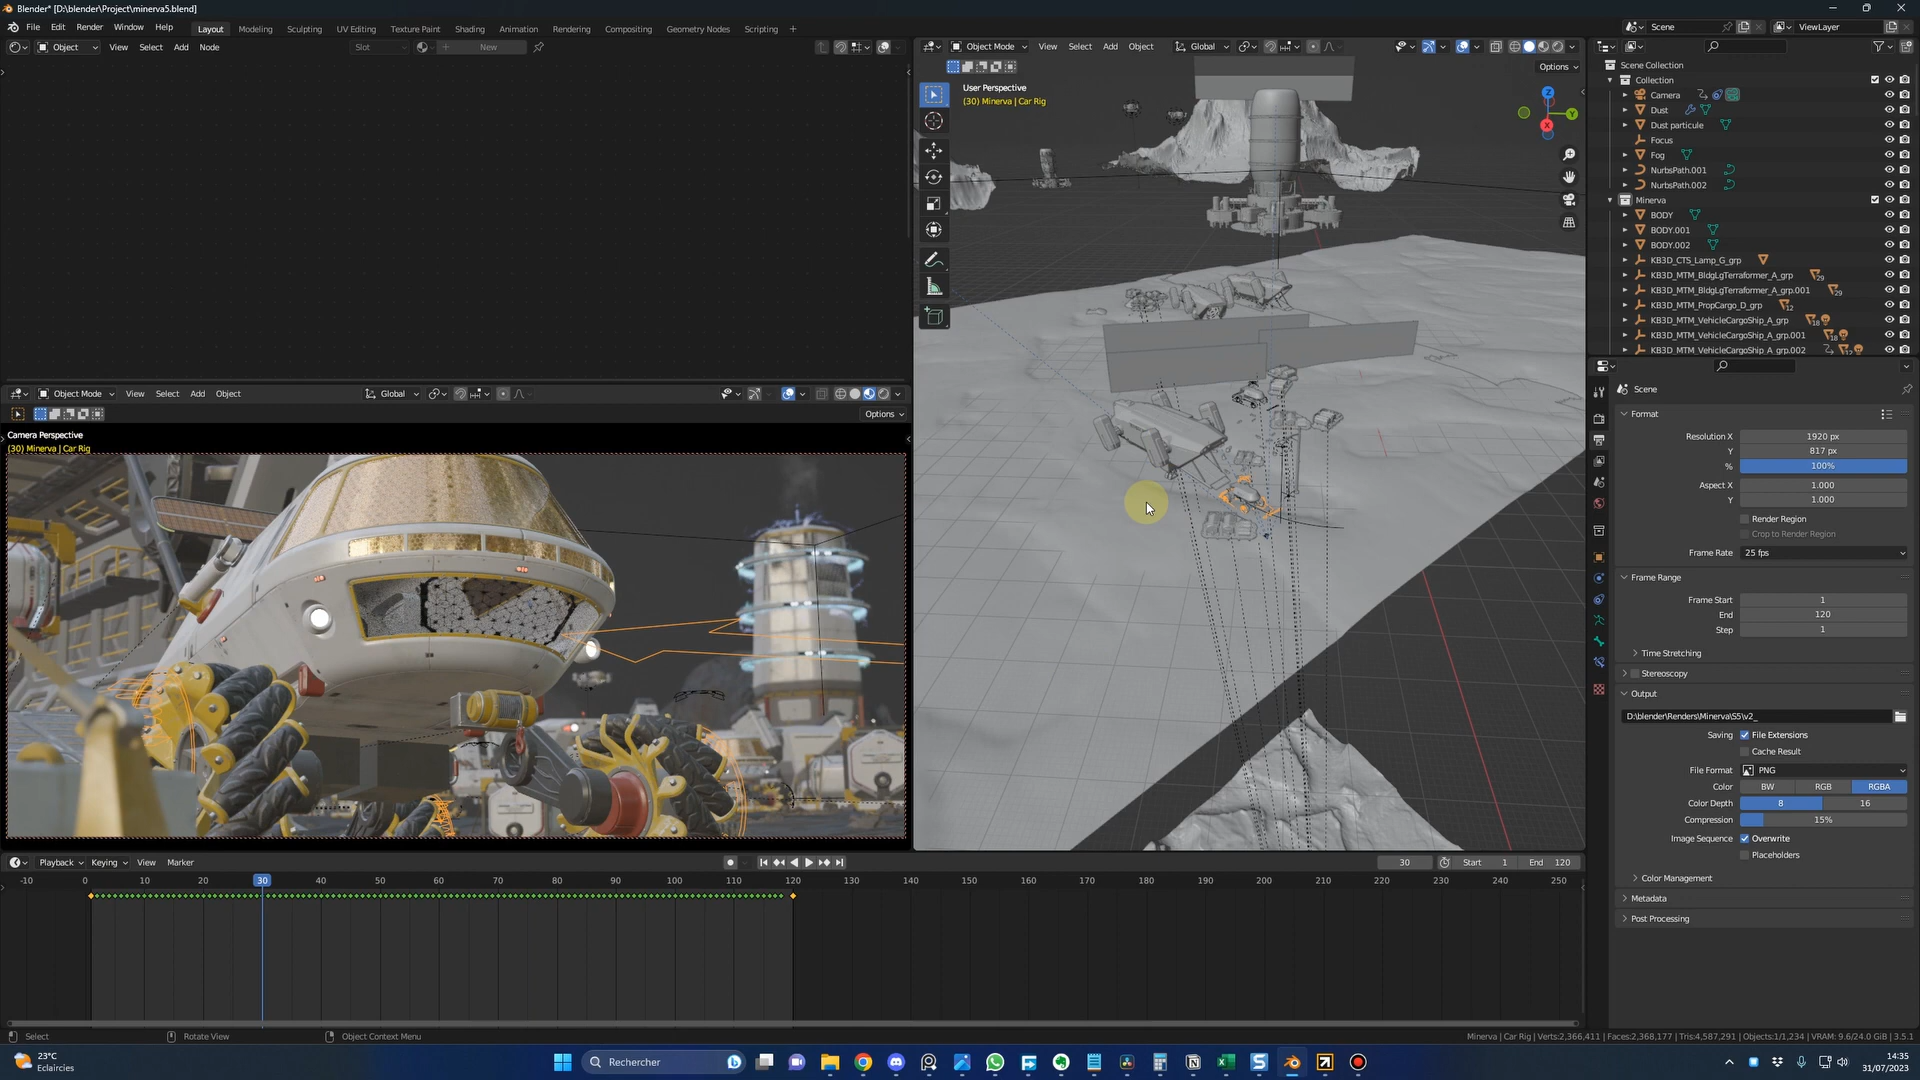 Blender* [D:\blender\Project\minerva5.blend]
File Edit Render Window Help Layout Modeling Sculpting UV Editing Texture Paint Shading Animation Rendering Compositing Geometry Nodes Scripting +
Scene ViewLayer
Object View Select Add Node Slot New
Object Mode View Select Add Object Global
Options
User Perspective
(30) Minerva | Car Rig
Z
Y
X
Scene Collection
Collection
Camera
Dust
Dust particule
Focus
Fog
NurbsPath.001
NurbsPath.002
Minerva
BODY
BODY.001
BODY.002
KB3D_CTS_Lamp_G_grp
KB3D_MTM_BldgLgTerraformer_A_grp 29
KB3D_MTM_BldgLgTerraformer_A_grp.001 29
KB3D_MTM_PropCargo_D_grp 12
KB3D_MTM_VehicleCargoShip_A_grp 18
KB3D_MTM_VehicleCargoShip_A_grp.001 18
KB3D_MTM_VehicleCargoShip_A_grp.002 12
Object Mode View Select Add Object Global
Options
Camera Perspective
(30) Minerva | Car Rig
Scene
Format
Resolution X 1920 px
Y 817 px
% 100%
Aspect X 1.000
Y 1.000
Render Region
Crop to Render Region
Frame Rate 25 fps
Frame Range
Frame Start 1
End 120
Step 1
Time Stretching
Stereoscopy
Output
D:\blender\Renders\Minerva\S5\v2_
Saving File Extensions
Cache Result
File Format PNG
Color BW RGB RGBA
Color Depth 8 16
Compression 15%
Image Sequence Overwrite
Placeholders
Color Management
Metadata
Post Processing
Playback Keying View Marker 30 Start 1 End 120
-10 0 10 20 30 40 50 60 70 80 90 100 110 120 130 140 150 160 170 180 190 200 210 220 230 240 250
Select Rotate View Object Context Menu
Minerva | Car Rig | Verts:2,366,411 | Faces:2,368,177 | Tris:4,587,291 | Objects:1/1,234 | VRAM: 9.6/24.0 GiB | 3.5.1
23°C
Eclaircies
Rechercher
14:35
31/07/2023